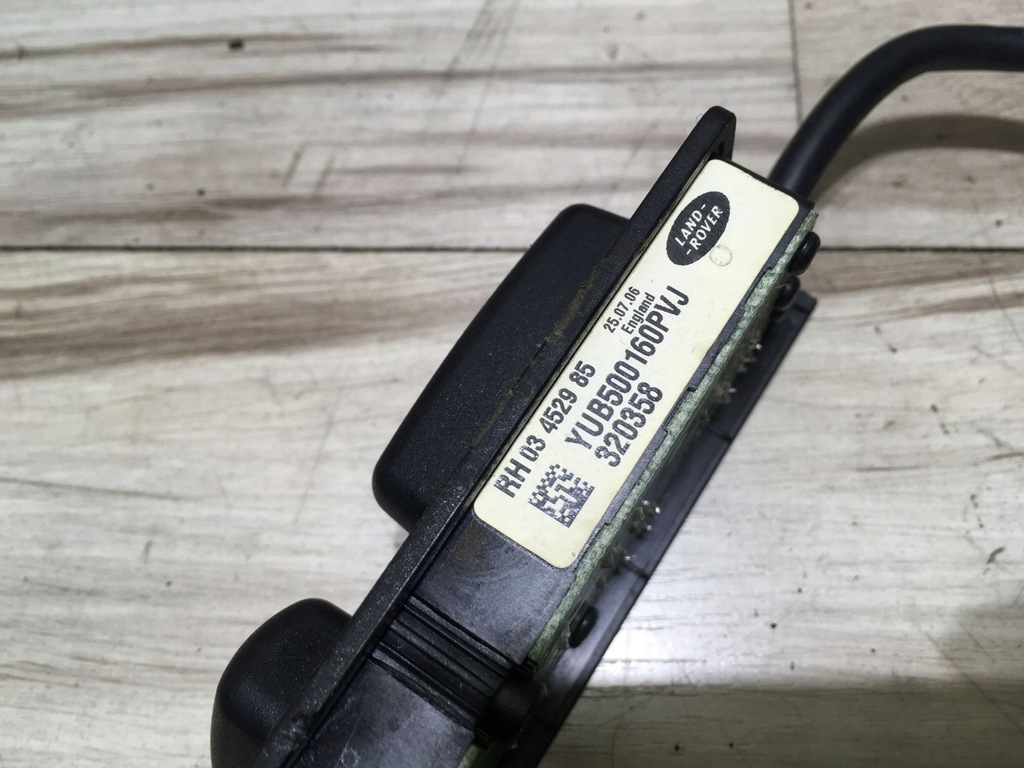 LAND-
-ROVER
25.07.06
England
RH 03 4529 85
YUB500160PVJ
320358